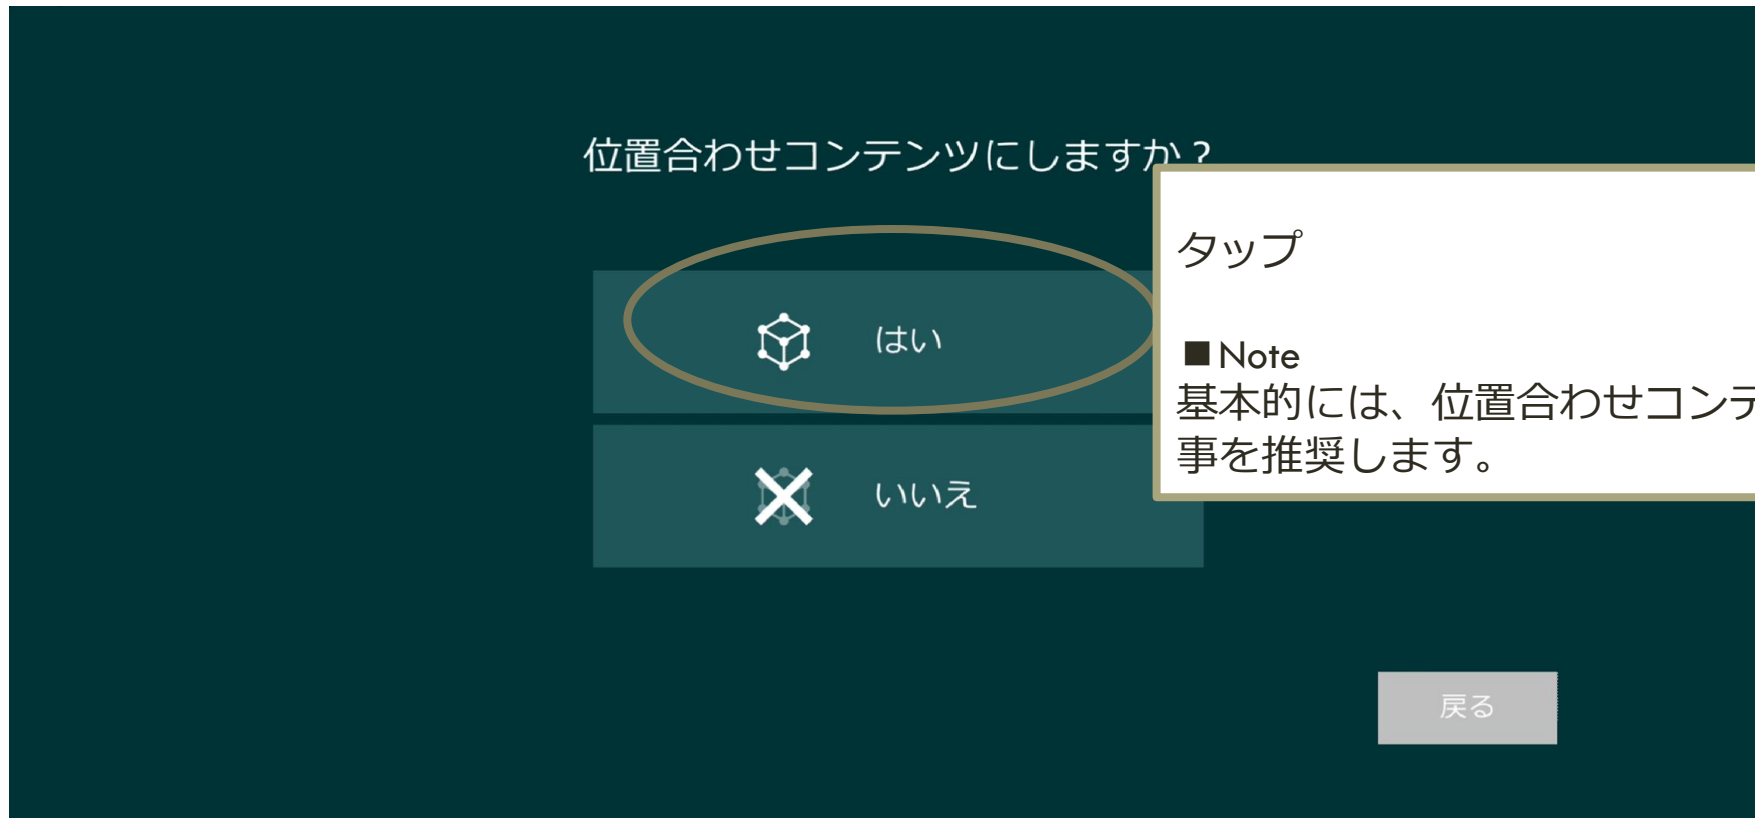 位置合わせコンテンツにしますか？
タップ
はい
■Note
基本的には、位置合わせコンテ
事を推奨します。
いいえ
戻る